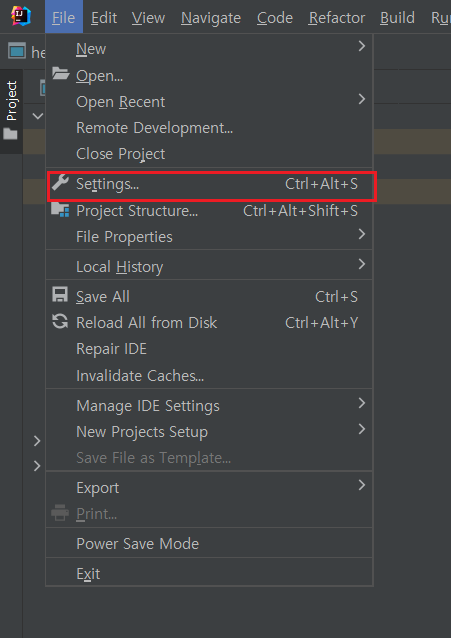 File Edit View Navigate Code Refactor Build Ru
he
Project
New
Open...
Open Recent
Remote Development...
Close Project
Settings... Ctrl+Alt+S
Project Structure... Ctrl+Alt+Shift+S
File Properties
Local History
Save All Ctrl+S
Reload All from Disk Ctrl+Alt+Y
Repair IDE
Invalidate Caches...
Manage IDE Settings
New Projects Setup
Save File as Template...
Export
Print...
Power Save Mode
Exit